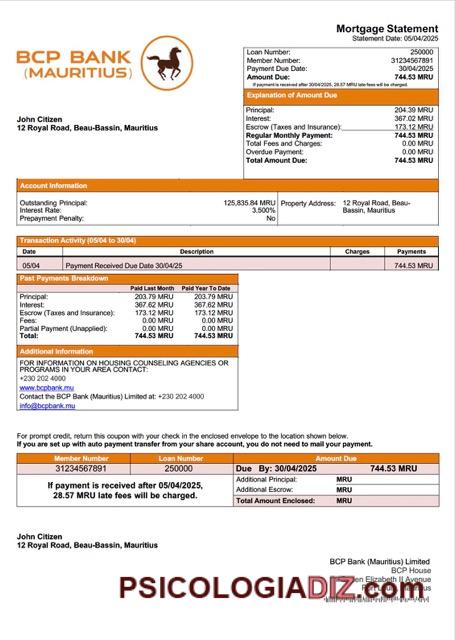 Mortgage Statement
Statement Date: 05/04/2025
BCP BANK
(MAURITIUS)
Loan Number: 250000
Member Number: 31234567891
Payment Due Date: 30/04/2025
Amount Due: 744.53 MRU
If payment is received after 30/04/2025, 28.57 MRU late fees will be charged.
Explanation of Amount Due
John Citizen
12 Royal Road, Beau-Bassin, Mauritius
Principal: 204.39 MRU
Interest: 367.02 MRU
Escrow (Taxes and Insurance): 173.12 MRU
Regular Monthly Payment: 744.53 MRU
Total Fees and Charges: 0.00 MRU
Overdue Payment: 0.00 MRU
Total Amount Due: 744.53 MRU
Account Information
Outstanding Principal: 125,835.84 MRU
Interest Rate: 3.500%
Prepayment Penalty: No
Property Address: 12 Royal Road, Beau-
Bassin, Mauritius
Transaction Activity (05/04 to 30/04)
Date Description Charges Payments
05/04 Payment Received Due Date 30/04/25 744.53 MRU
Past Payments Breakdown
Paid Last Month Paid Year To Date
Principal: 203.79 MRU 203.79 MRU
Interest: 367.62 MRU 367.62 MRU
Escrow (Taxes and Insurance): 173.12 MRU 173.12 MRU
Fees: 0.00 MRU 0.00 MRU
Partial Payment (Unapplied): 0.00 MRU 0.00 MRU
Total: 744.53 MRU 744.53 MRU
Additional Information
FOR INFORMATION ON HOUSING COUNSELING AGENCIES OR
PROGRAMS IN YOUR AREA CONTACT:
+230 202 4000
www.bcpbank.mu
Contact the BCP Bank (Mauritius) Limited at: +230 202 4000
info@bcpbank.mu
For prompt credit, return this coupon with your check in the enclosed envelope to the location shown below.
If you are set up with auto payment transfer from your share account, you do not need to mail your payment.
Member Number Loan Number Amount Due
31234567891 250000 Due By: 30/04/2025 744.53 MRU
If payment is received after 05/04/2025,
28.57 MRU late fees will be charged.
Additional Principal: MRU
Additional Escrow: MRU
Total Amount Enclosed: MRU
John Citizen
12 Royal Road, Beau-Bassin, Mauritius
BCP Bank (Mauritius) Limited
BCP House
Elizabeth II Avenue
PSICOLOGIADIZ.com